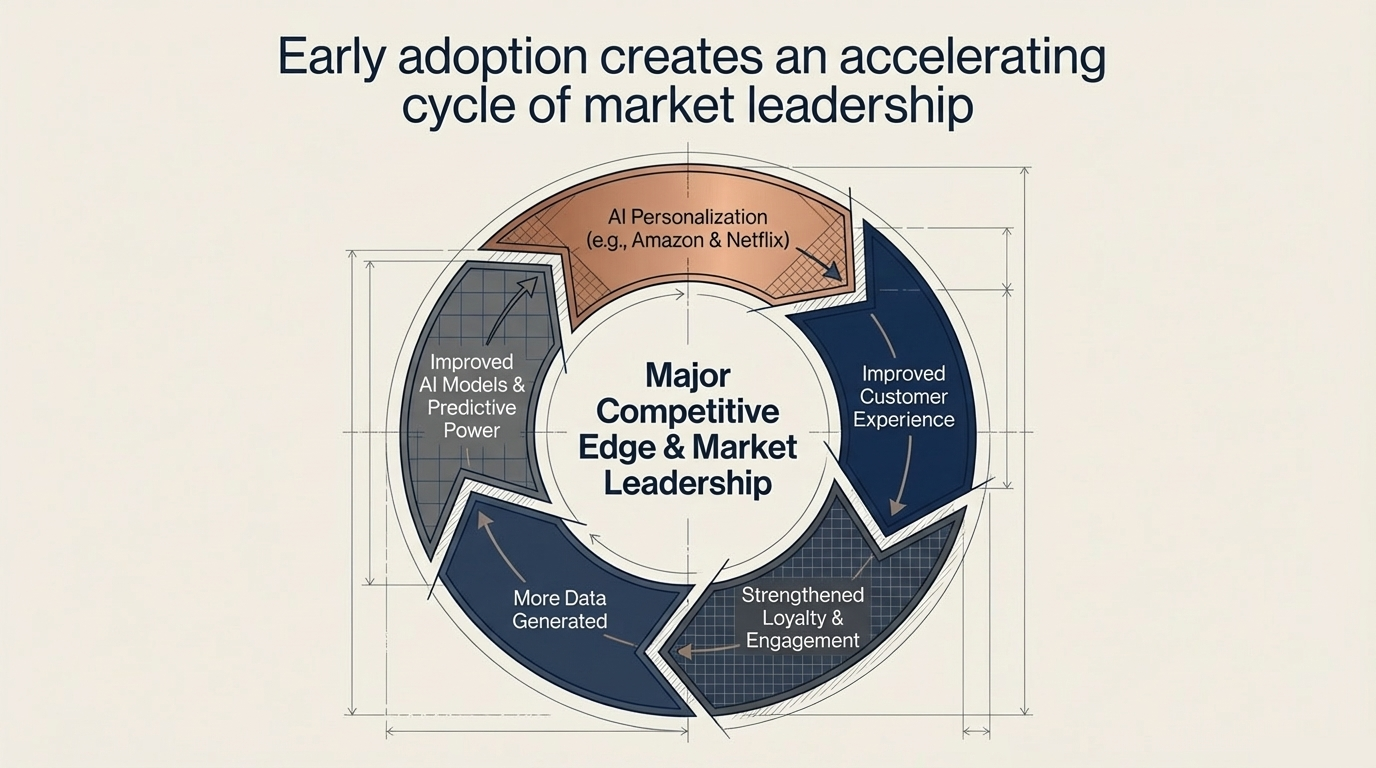 Early adoption creates an accelerating
cycle of market leadership
AI Personalization
(e.g., Amazon & Netflix)
Improved
Customer
Experience
Strengthened
Loyalty &
Engagement
More Data
Generated
Improved
AI Models &
Predictive
Power
Major
Competitive
Edge & Market
Leadership